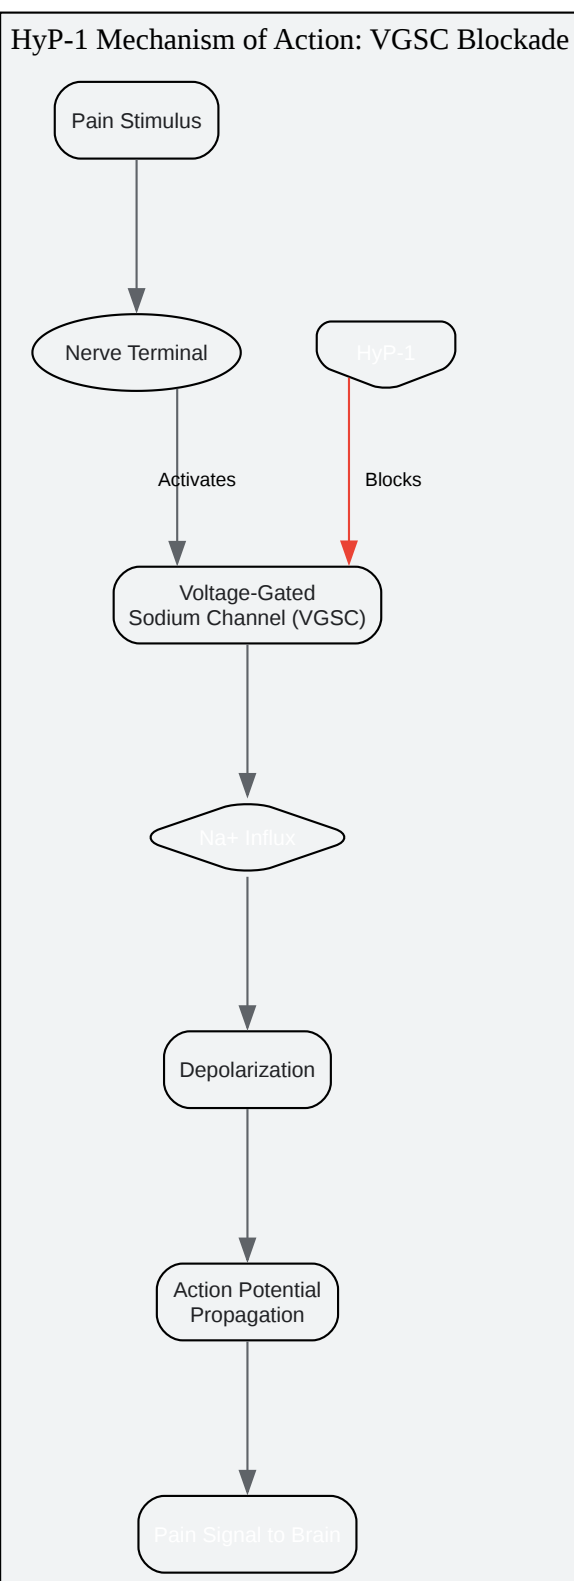 HyP-1 Mechanism of Action: VGSC Blockade
Pain Stimulus
Nerve Terminal
HyP-1
Activates
Blocks
Voltage-Gated
Sodium Channel (VGSC)
Na+ Influx
Depolarization
Action Potential
Propagation
Pain Signal to Brain